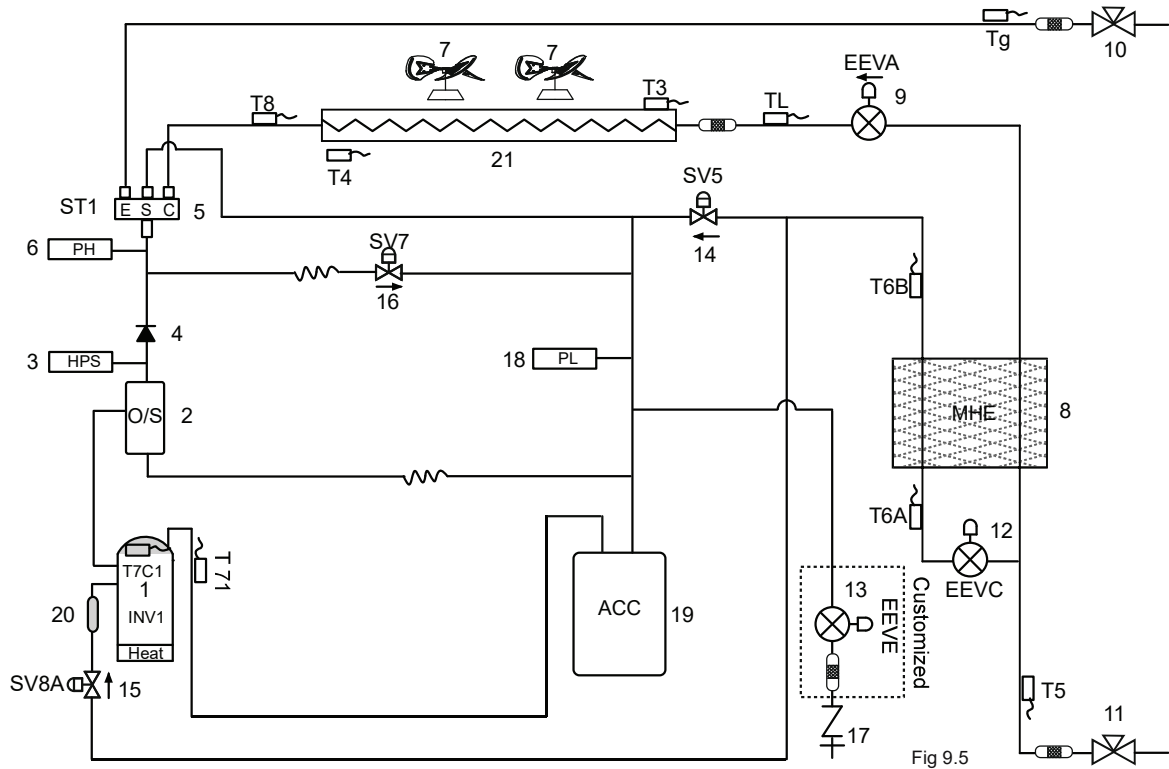 Tg
10
7
7
EEVA
9
T8
T3
TL
T4
21
SV5
ST1
E S C
5
6
PH
14
SV7
16
T6B
4
3
HPS
18
PL
O/S
2
MHE
8
T6A
12
EEVC
T7C1
1
INV1
Heat
T71
20
ACC
19
13
EEVE
Customized
SV8A
15
T5
17
11
Fig 9.5